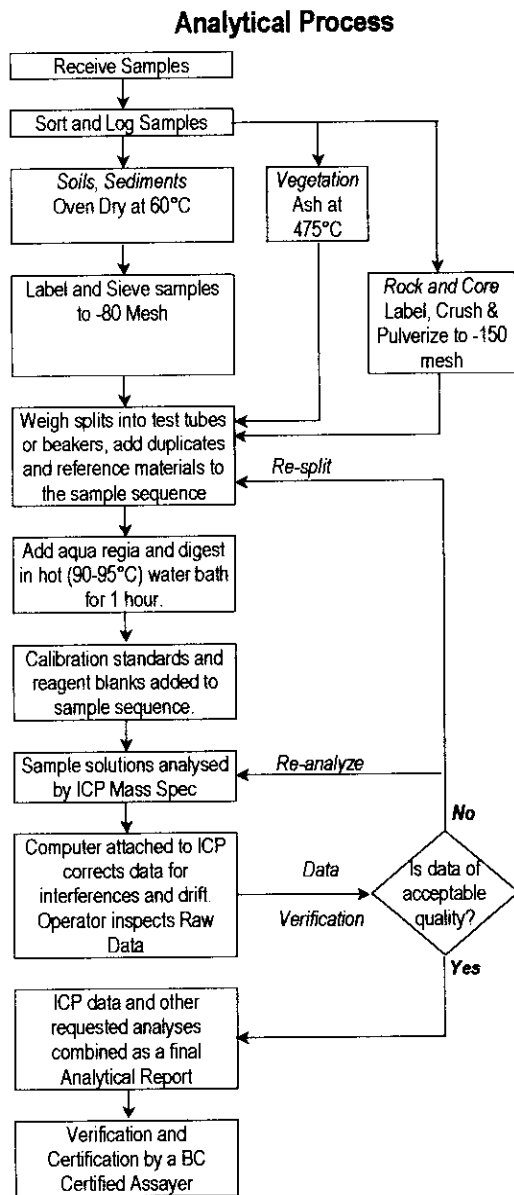 Analytical Process
Receive Samples
Sort and Log Samples
Soils, Sediments
Oven Dry at 60°C
Vegetation
Ash at
475°C
Label and Sieve samples
to -80 Mesh
Rock and Core
Label, Crush &
Pulverize to -150
mesh
Weigh splits into test tubes
or beakers, add duplicates
and reference materials to
the sample sequence
Re-split
Add aqua regia and digest
in hot (90-95°C) water bath
for 1 hour.
Calibration standards and
reagent blanks added to
sample sequence.
Sample solutions analysed
by ICP Mass Spec
Re-analyze
No
Computer attached to ICP
corrects data for
interferences and drift.
Operator inspects Raw
Data
Data
Verification
Is data of
acceptable
quality?
Yes
ICP data and other
requested analyses
combined as a final
Analytical Report
Verification and
Certification by a BC
Certified Assayer